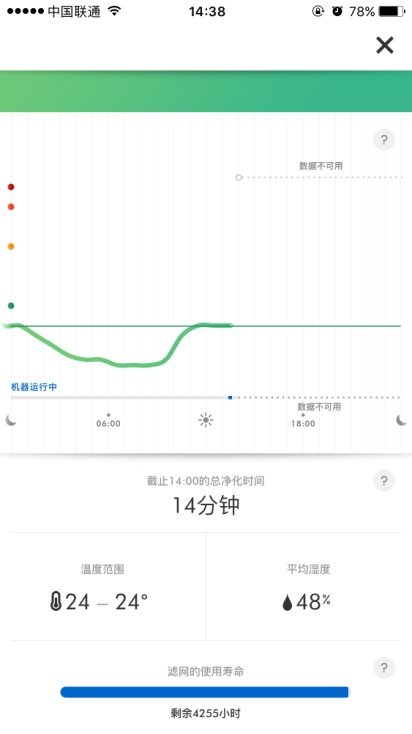 中国联通 14:38 78%
?
数据不可用
机器运行中
数据不可用
06:00 18:00
截止14:00的总净化时间 ?
14分钟
温度范围 平均湿度
24 – 24° 48%
滤网的使用寿命 ?
剩余4255小时